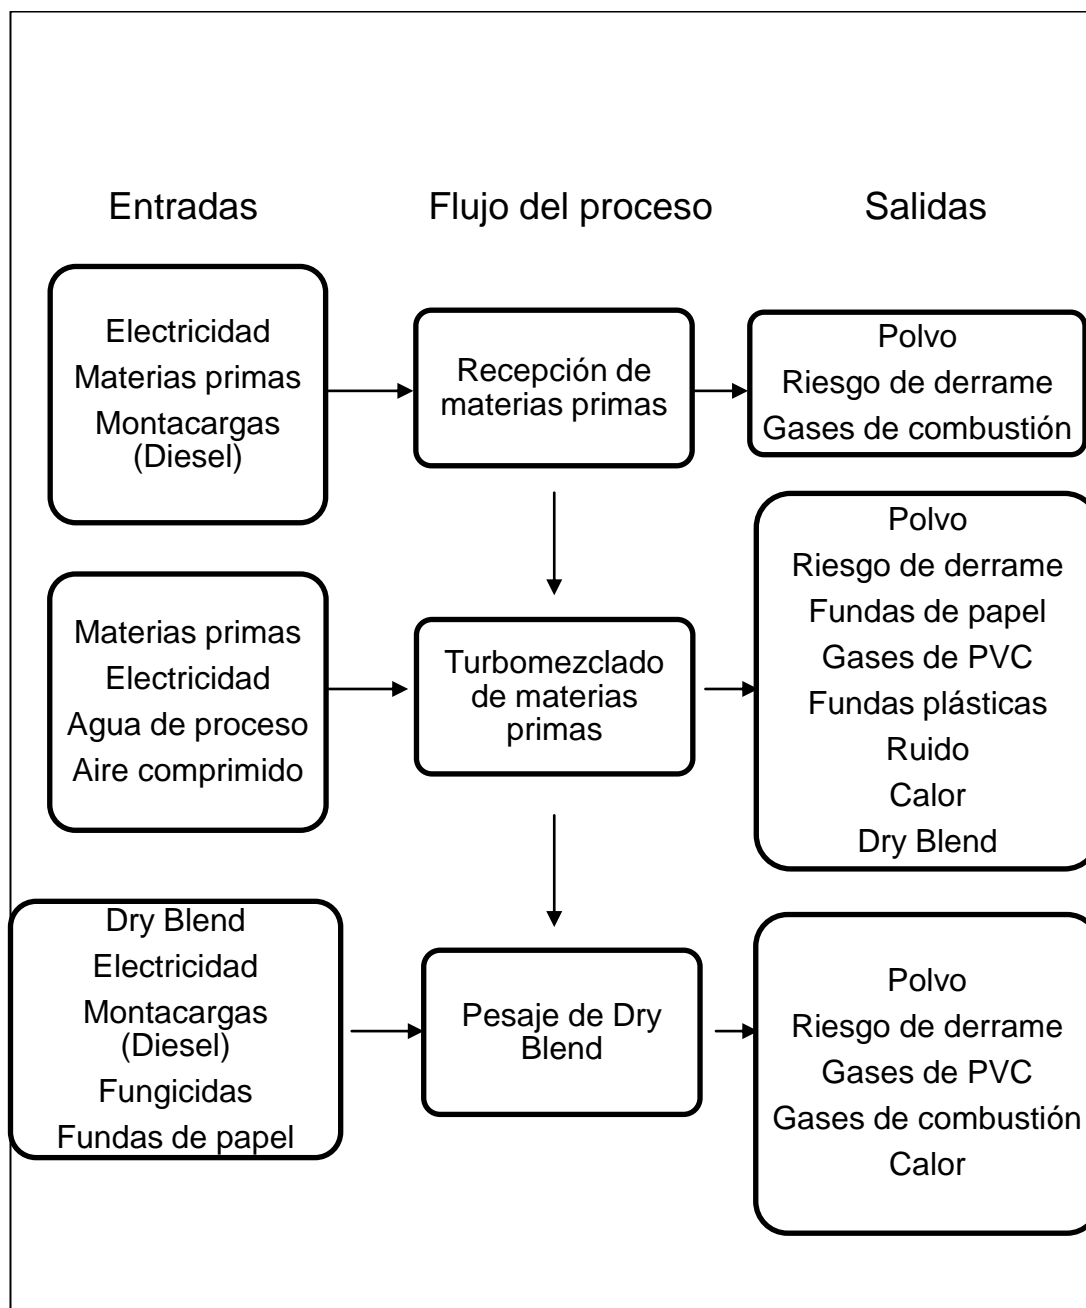 Entradas
Flujo del proceso
Salidas
Electricidad
Materias primas
Montacargas
(Diesel)
Recepción de
materias primas
Polvo
Riesgo de derrame
Gases de combustión
Materias primas
Electricidad
Agua de proceso
Aire comprimido
Turbomezclado
de materias
primas
Polvo
Riesgo de derrame
Fundas de papel
Gases de PVC
Fundas plásticas
Ruido
Calor
Dry Blend
Dry Blend
Electricidad
Montacargas
(Diesel)
Fungicidas
Fundas de papel
Pesaje de Dry
Blend
Polvo
Riesgo de derrame
Gases de PVC
Gases de combustión
Calor